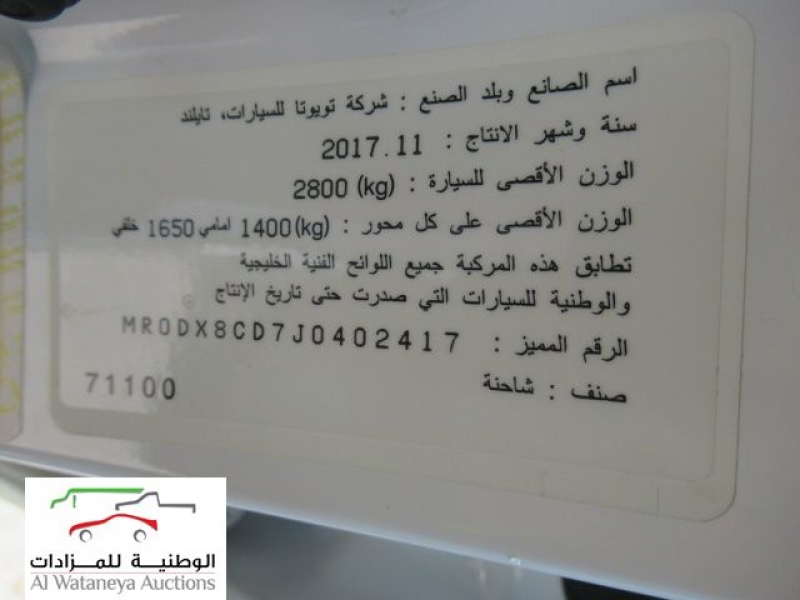 اسم الصانع وبلد الصنع : شركة تويوتا للسيارات، تايلند
سنة وشهر الانتاج : 2017.11
الوزن الأقصى للسيارة : 2800 (kg)
الوزن الأقصى على كل محور : 1400(kg) امامي 1650 خلفي
تطابق هذه المركبة جميع اللوائح الفنية الخليجية
والوطنية للسيارات التي صدرت حتى تاريخ الإنتاج
الرقم المميز : MR0DX8CD7J0402417
صنف : شاحنة 71100
الوطنية للمزادات
Al Wataneya Auctions